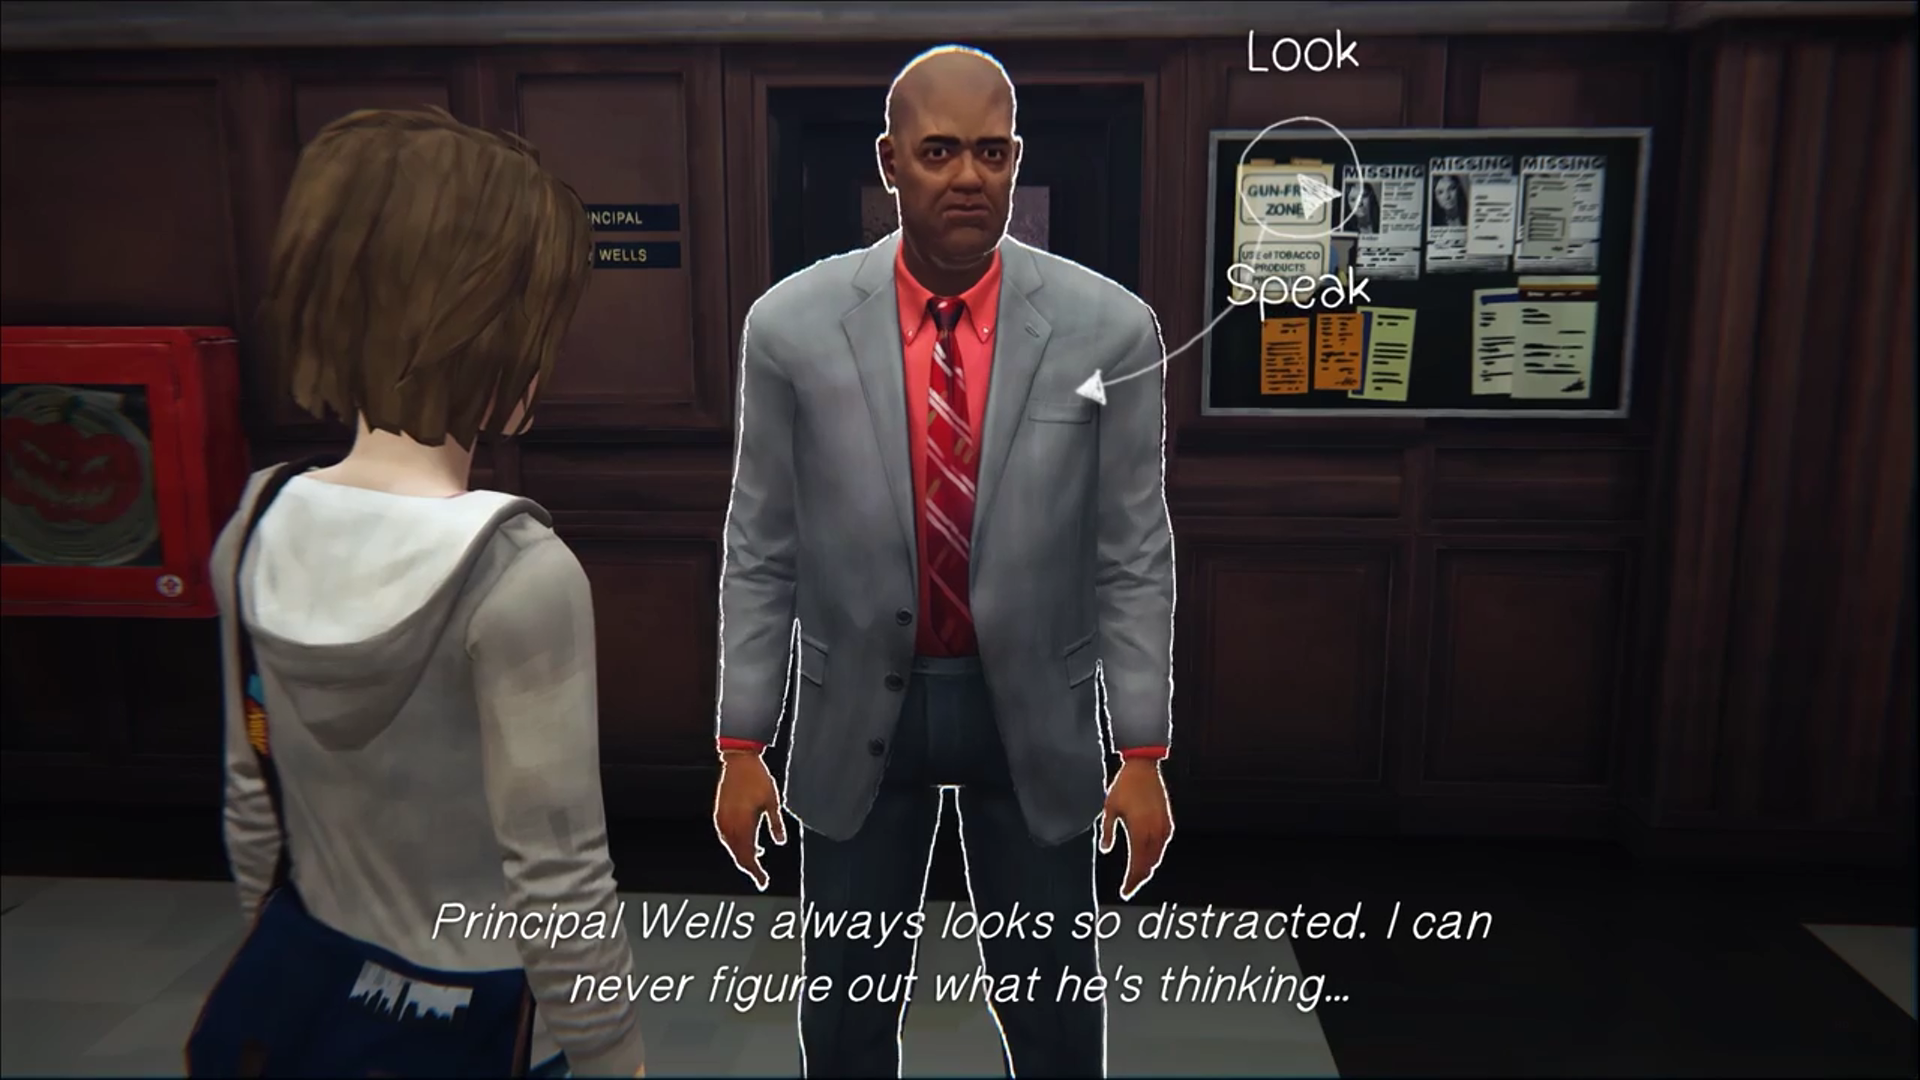 Look
NCIPAL
WELLS
GUN-FR
ZONE
MISSING
MISSING
MISSING
USE of TOBACCO
PRODUCTS
Speak
Principal Wells always looks so distracted. I can
never figure out what he's thinking...